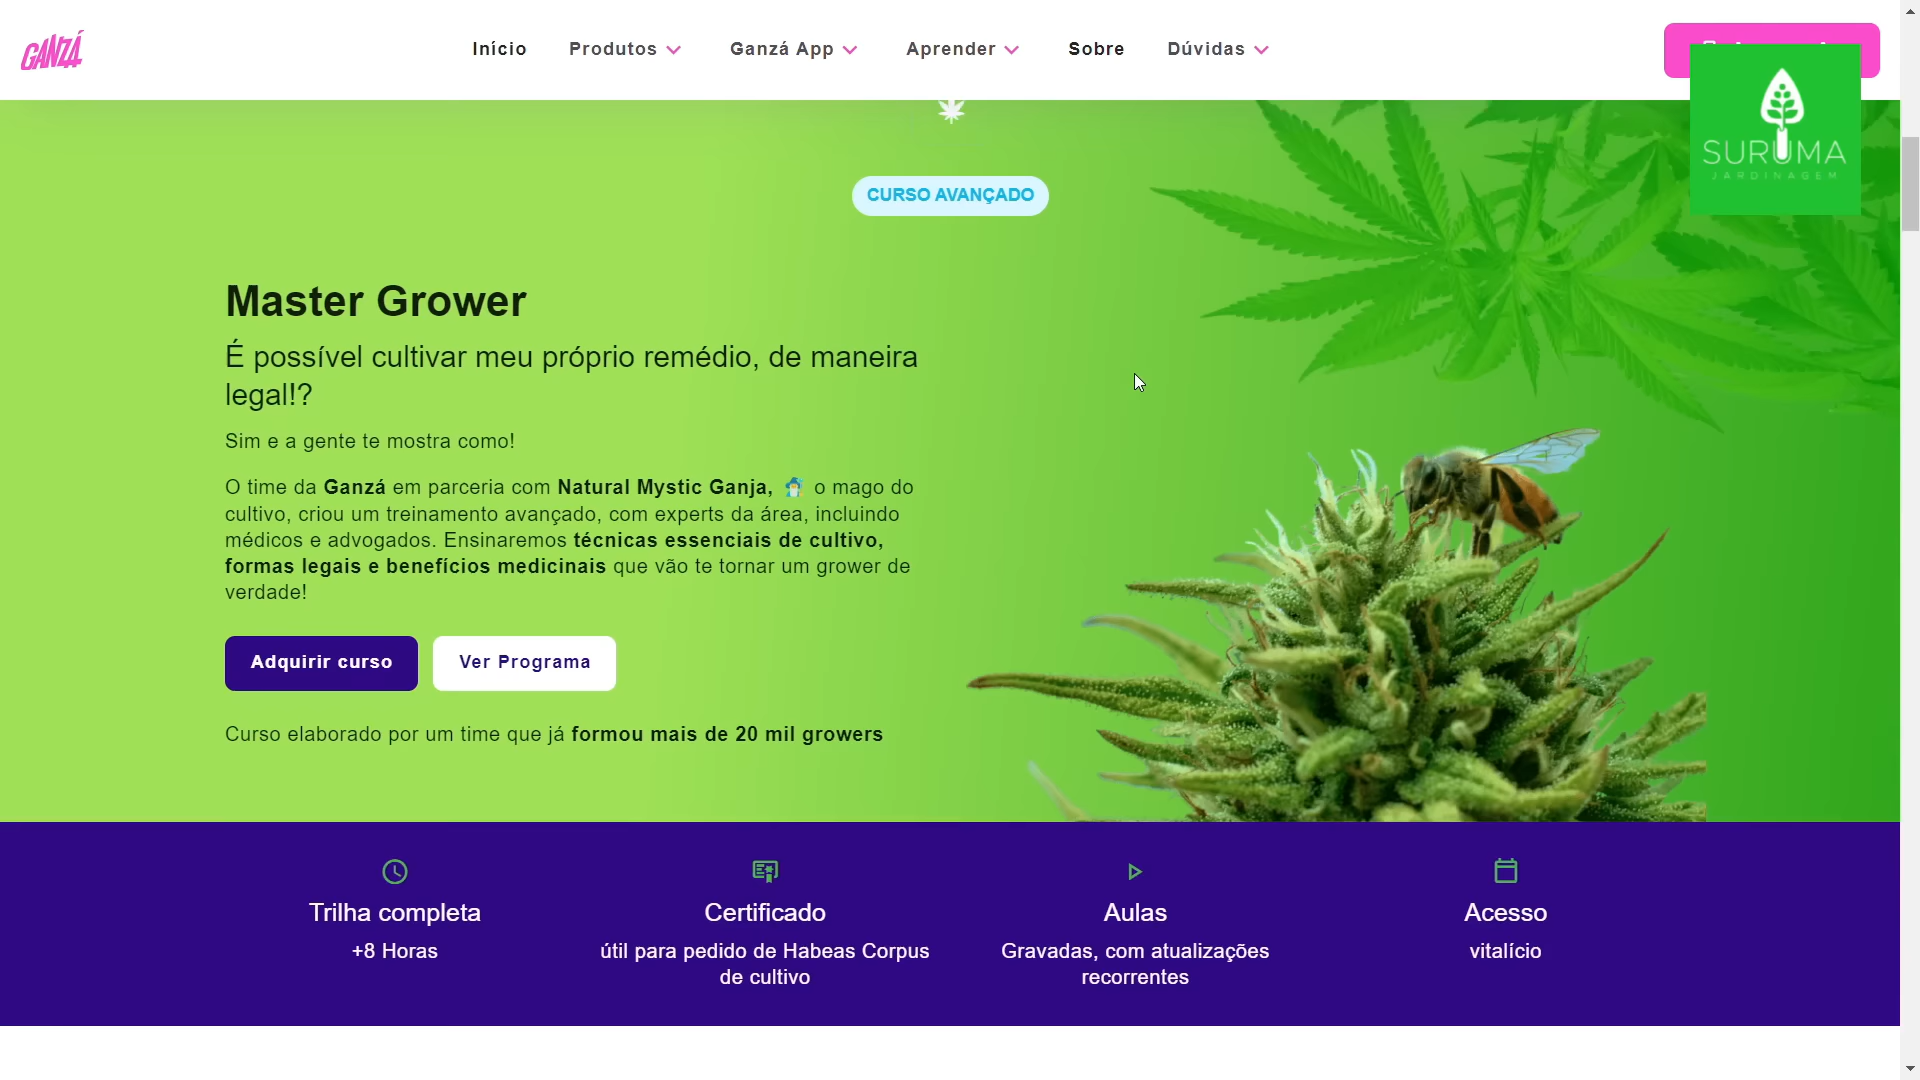 GANZÁ
Início
Produtos
Ganzá App
Aprender
Sobre
Dúvidas
SURUMA
JARDINAGEM
CURSO AVANÇADO
Master Grower
É possível cultivar meu próprio remédio, de maneira
legal!?
Sim e a gente te mostra como!
O time da Ganzá em parceria com Natural Mystic Ganja, 🧙‍♂️ o mago do
cultivo, criou um treinamento avançado, com experts da área, incluindo
médicos e advogados. Ensinaremos técnicas essenciais de cultivo,
formas legais e benefícios medicinais que vão te tornar um grower de
verdade!
Adquirir curso
Ver Programa
Curso elaborado por um time que já formou mais de 20 mil growers
Trilha completa
+8 Horas
Certificado
útil para pedido de Habeas Corpus
de cultivo
Aulas
Gravadas, com atualizações
recorrentes
Acesso
vitalício